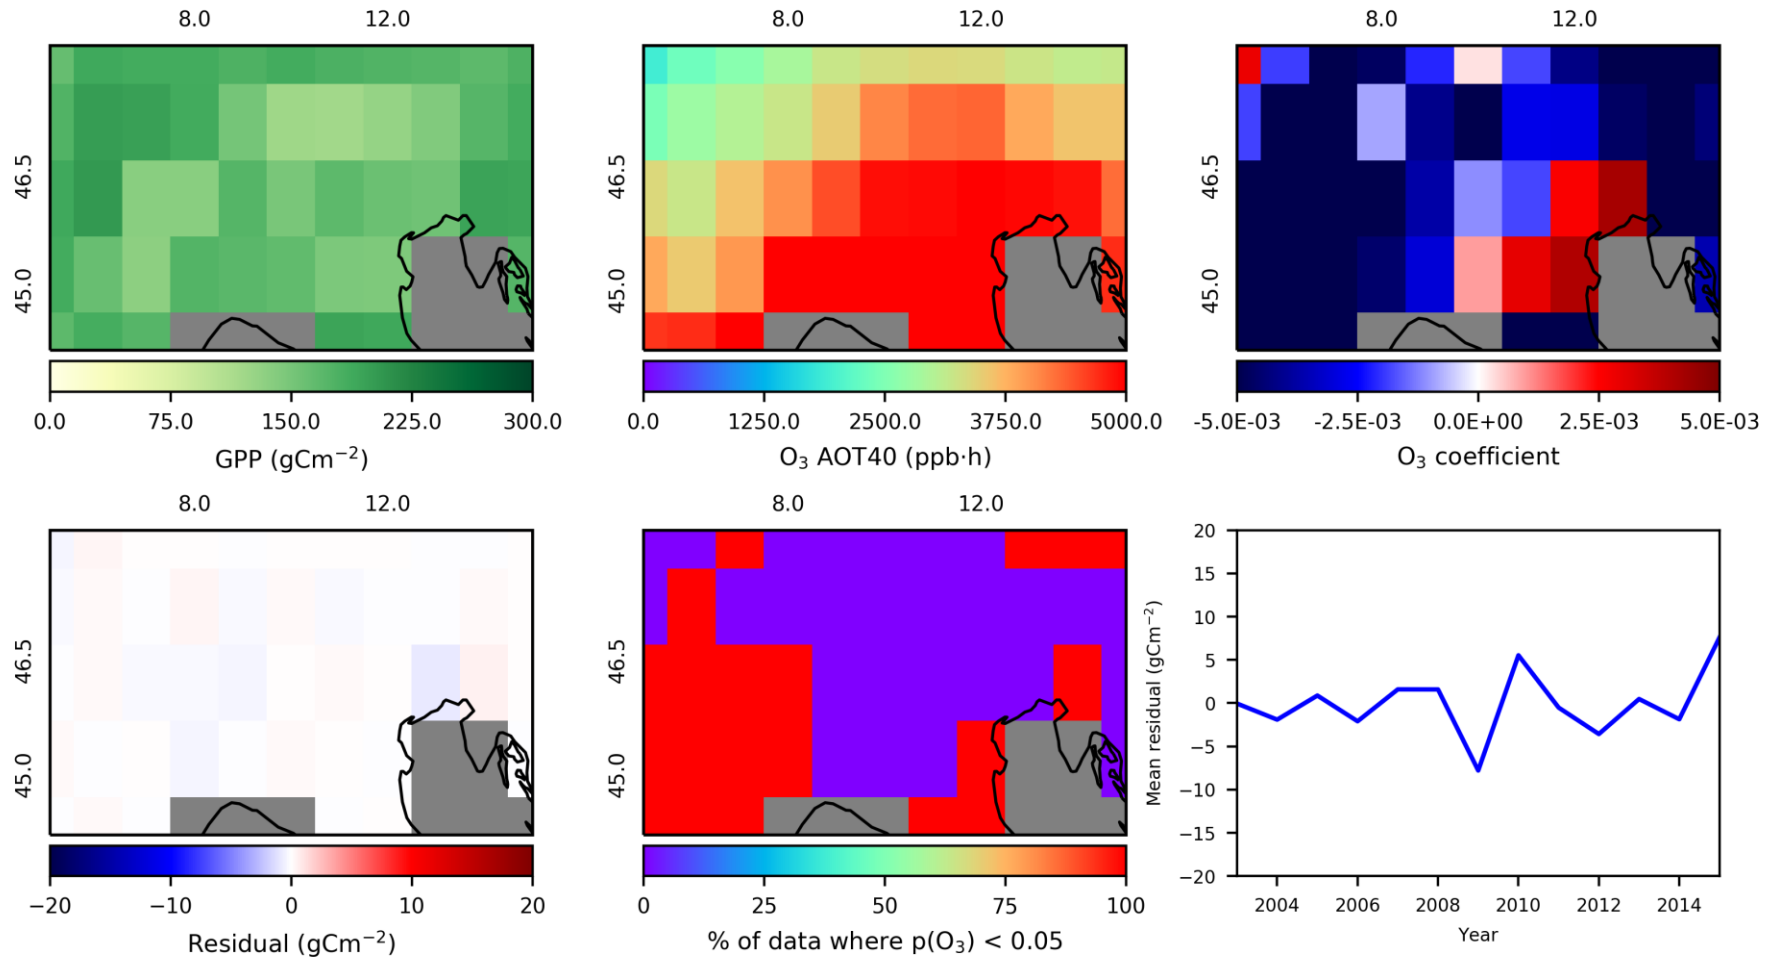 8.0 12.0
8.0 12.0
8.0 12.0
46.5
45.0
46.5
45.0
46.5
45.0
0.0 75.0 150.0 225.0 300.0
GPP (gCm⁻²)
0.0 1250.0 2500.0 3750.0 5000.0
O₃ AOT40 (ppb·h)
-5.0E-03 -2.5E-03 0.0E+00 2.5E-03 5.0E-03
O₃ coefficient
8.0 12.0
8.0 12.0
46.5
45.0
46.5
45.0
−20 −10 0 10 20
Residual (gCm⁻²)
0 25 50 75 100
% of data where p(O₃) < 0.05
Mean residual (gCm⁻²)
20
15
10
5
0
−5
−10
−15
−20
2004 2006 2008 2010 2012 2014
Year